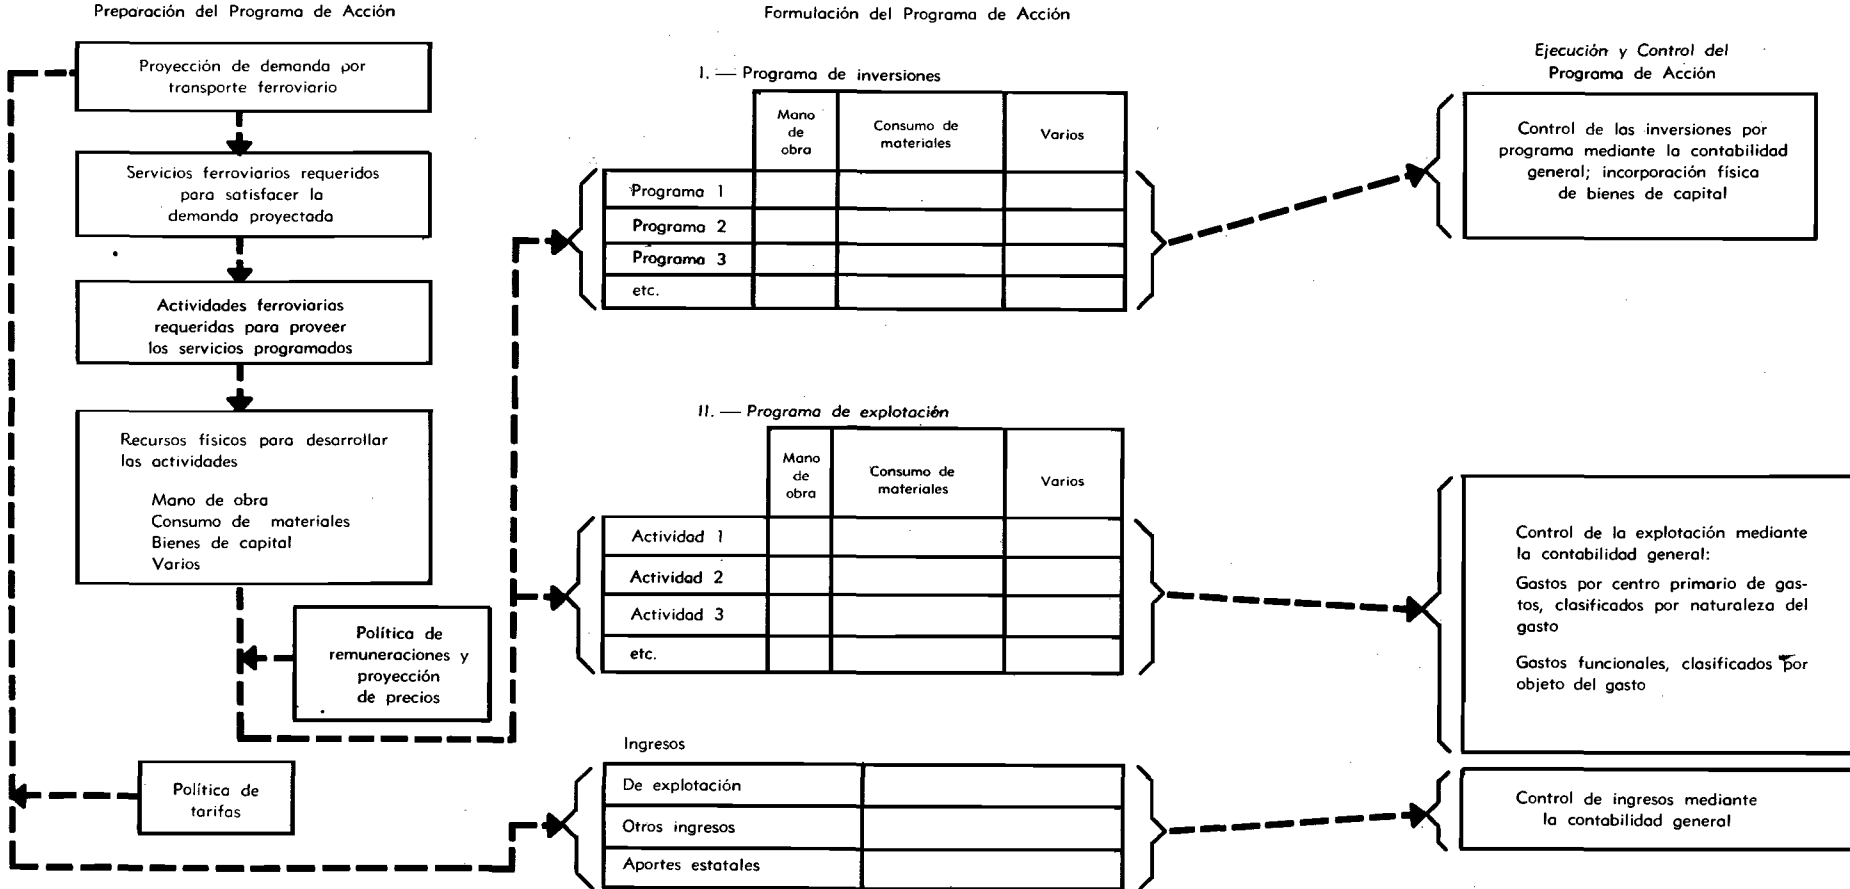 Preparación del Programa de Acción
Proyección de demanda por
transporte ferroviario
Servicios ferroviarios requeridos
para satisfacer la
demanda proyectada
Actividades ferroviarias
requeridas para proveer
los servicios programados
Recursos físicos para desarrollar
las actividades
Mano de obra
Consumo de materiales
Bienes de capital
Varios
Política de
remuneraciones y
proyección
de precios
Política de
tarifas
Formulación del Programa de Acción
I. — Programa de inversiones
Mano
de
obra
Consumo de
materiales
Varios
Programa 1
Programa 2
Programa 3
etc.
II. — Programa de explotación
Mano
de
obra
Consumo de
materiales
Varios
Actividad 1
Actividad 2
Actividad 3
etc.
Ingresos
De explotación
Otros ingresos
Aportes estatales
Ejecución y Control del
Programa de Acción
Control de las inversiones por
programa mediante la contabilidad
general; incorporación física
de bienes de capital
Control de la explotación mediante
la contabilidad general:
Gastos por centro primario de gas-
tos, clasificados por naturaleza del
gasto
Gastos funcionales, clasificados por
objeto del gasto
Control de ingresos mediante
la contabilidad general